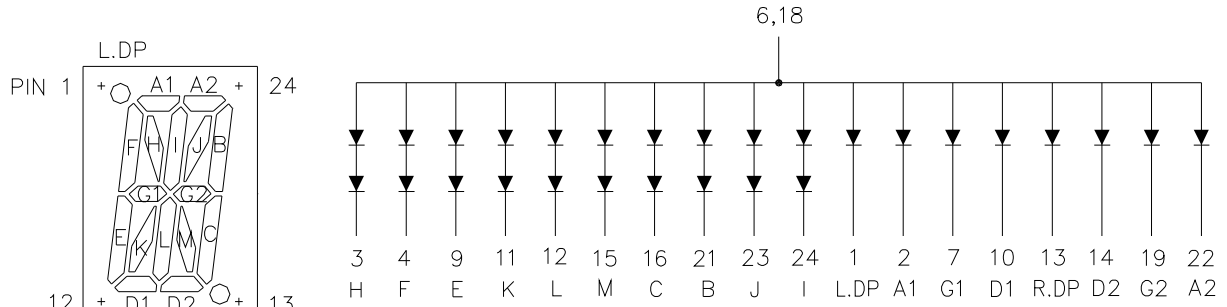 6,18
L.DP
PIN 1 + A1 A2 + 24
F H I J B
G1 G2
E K L M C
12 + D1 D2 13
3 4 9 11 12 15 16 21 23 24 1 2 7 10 13 14 19 22
H F E K L M C B J I L.DP A1 G1 D1 R.DP D2 G2 A2